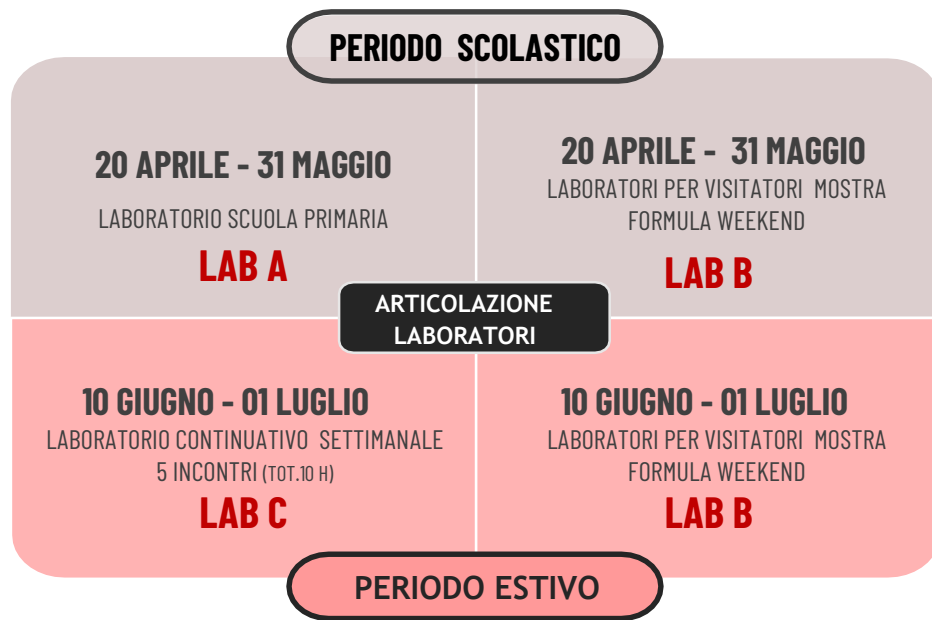 PERIODO SCOLASTICO
20 APRILE - 31 MAGGIO
LABORATORIO SCUOLA PRIMARIA
LAB A
20 APRILE - 31 MAGGIO
LABORATORI PER VISITATORI MOSTRA
FORMULA WEEKEND
LAB B
ARTICOLAZIONE
LABORATORI
10 GIUGNO - 01 LUGLIO
LABORATORIO CONTINUATIVO SETTIMANALE
5 INCONTRI (TOT.10 H)
LAB C
10 GIUGNO - 01 LUGLIO
LABORATORI PER VISITATORI MOSTRA
FORMULA WEEKEND
LAB B
PERIODO ESTIVO